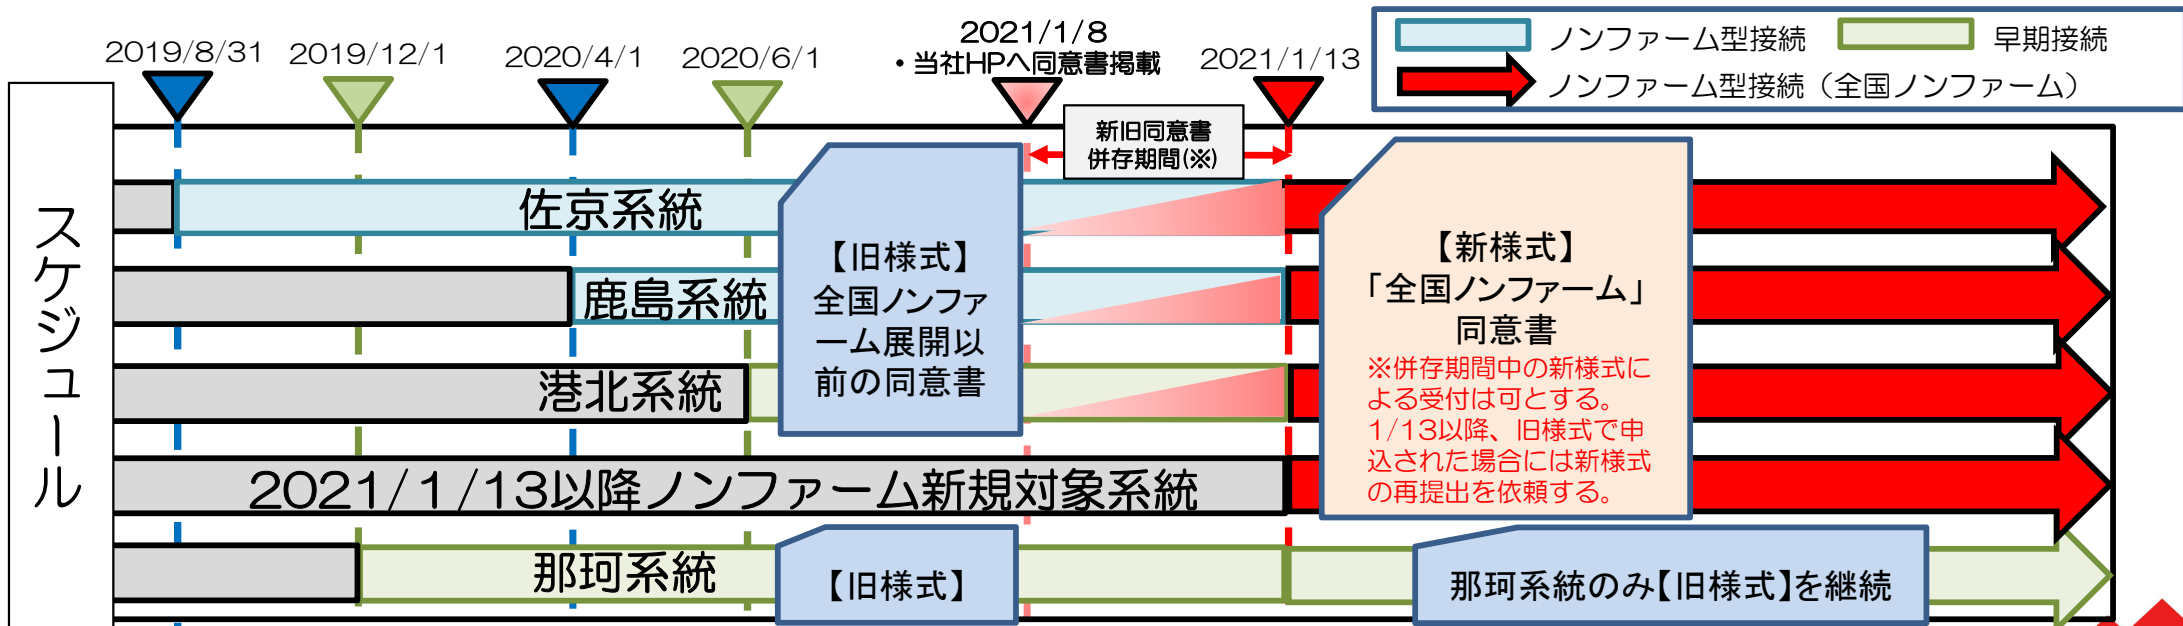 2019/8/31
2019/12/1
2020/4/1
2020/6/1
2021/1/8
・当社HPへ同意書掲載
2021/1/13
ノンファーム型接続
早期接続
ノンファーム型接続（全国ノンファーム）
新旧同意書
併存期間(※)
スケジュール
佐京系統
鹿島系統
港北系統
2021/1/13以降ノンファーム新規対象系統
那珂系統
【旧様式】
全国ノンファ
ーム展開以
前の同意書
【新様式】
「全国ノンファーム」
同意書
※併存期間中の新様式に
よる受付は可とする。
1/13以降、旧様式で申
込された場合には新様式
の再提出を依頼する。
【旧様式】
那珂系統のみ【旧様式】を継続